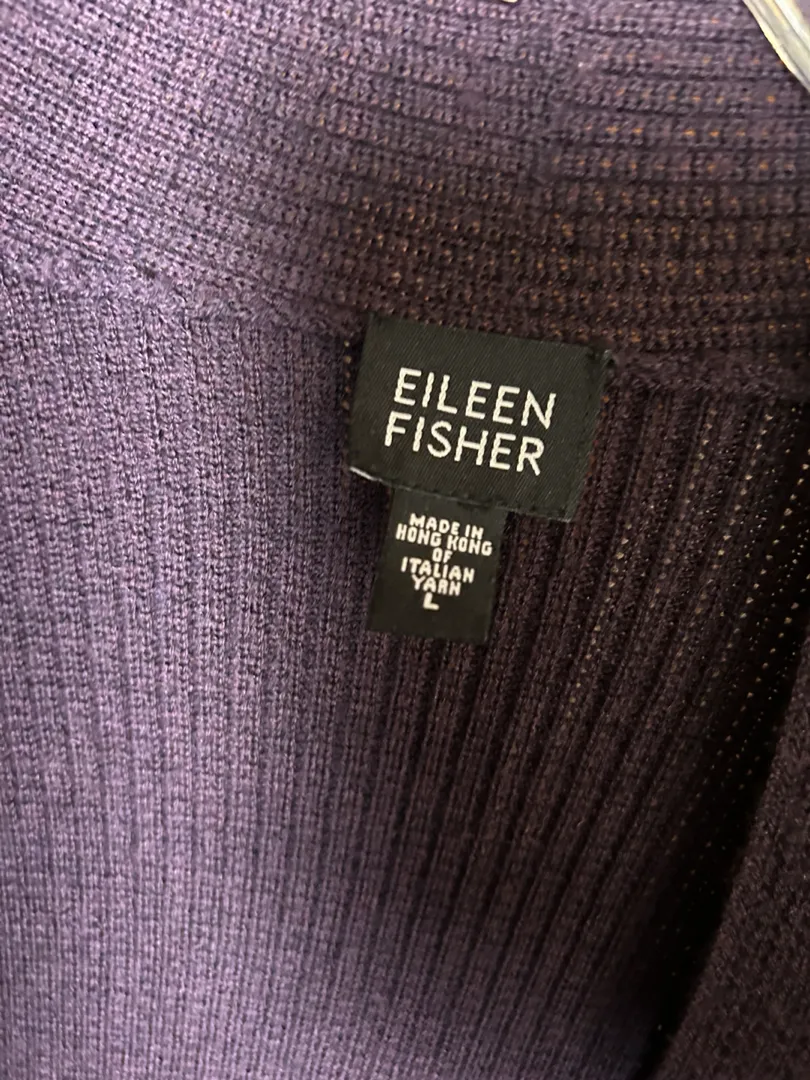 EILEEN
FISHER
MADE IN
HONG KONG
OF
ITALIAN
YARN
L